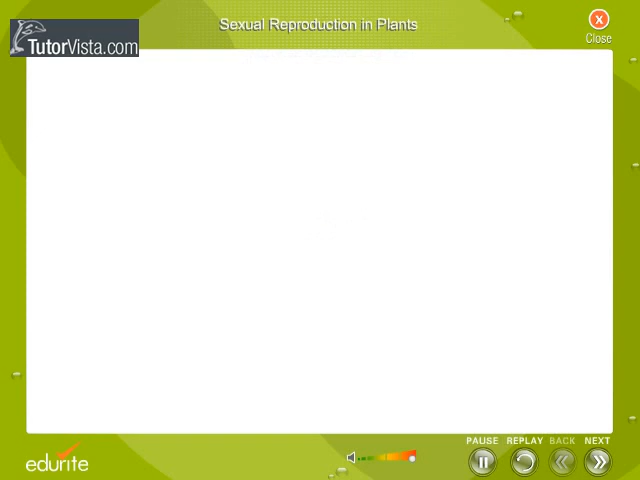 Sexual Reproduction in Plants
X
Close
TutorVista.com
PAUSE REPLAY BACK NEXT
edurite